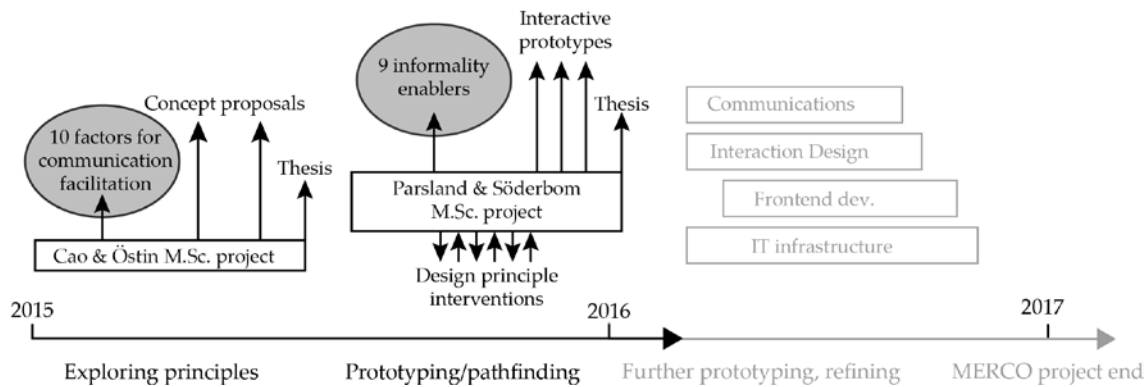 Interactive
prototypes
9 informality
enablers
Concept proposals
Thesis
10 factors for
communication
facilitation
Thesis
Parsland & Söderbom
M.Sc. project
Cao & Östin M.Sc. project
Design principle
interventions
Communications
Interaction Design
Frontend dev.
IT infrastructure
2015
2016
2017
Exploring principles
Prototyping/pathfinding
Further prototyping, refining
MERCO project end